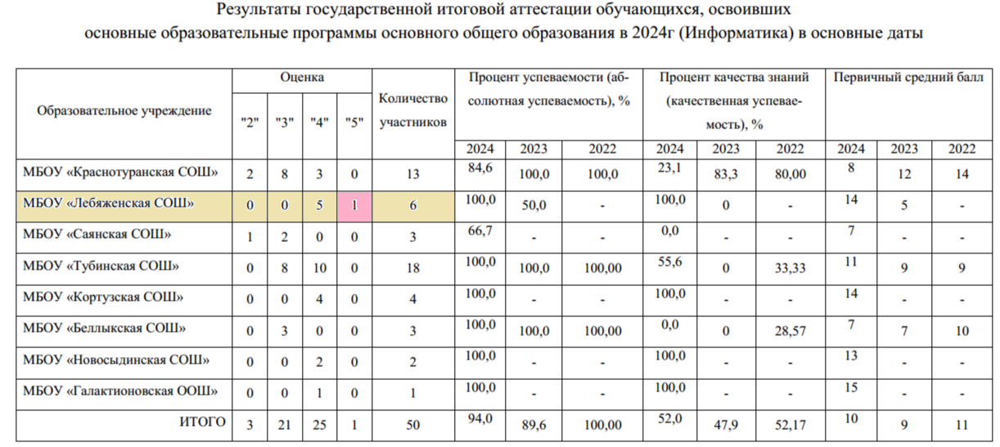 Результаты государственной итоговой аттестации обучающихся, освоивших
основные образовательные программы основного общего образования в 2024г (Информатика) в основные даты
Образовательное учреждение Оценка Количество участников Процент успеваемости (аб-солютная успеваемость), % Процент качества знаний (качественная успевае-мость), % Первичный средний балл
"2" "3" "4" "5"
2024 2023 2022 2024 2023 2022 2024 2023 2022
МБОУ «Краснотуранская СОШ» 2 8 3 0 13 84,6 100,0 100,0 23,1 83,3 80,00 8 12 14
МБОУ «Лебяженская СОШ» 0 0 5 1 6 100,0 50,0 - 100,0 0 - 14 5 -
МБОУ «Саянская СОШ» 1 2 0 0 3 66,7 - - 0,0 - - 7 - -
МБОУ «Тубинская СОШ» 0 8 10 0 18 100,0 100,0 100,00 55,6 0 33,33 11 9 9
МБОУ «Кортузская СОШ» 0 0 4 0 4 100,0 - - 100,0 - - 14 - -
МБОУ «Беллыкская СОШ» 0 3 0 0 3 100,0 100,0 100,00 0,0 0 28,57 7 7 10
МБОУ «Новосыдинская СОШ» 0 0 2 0 2 100,0 - - 100,0 - - 13 - -
МБОУ «Галактионовская ООШ» 0 0 1 0 1 100,0 - - 100,0 - - 15 - -
ИТОГО 3 21 25 1 50 94,0 89,6 100,00 52,0 47,9 52,17 10 9 11